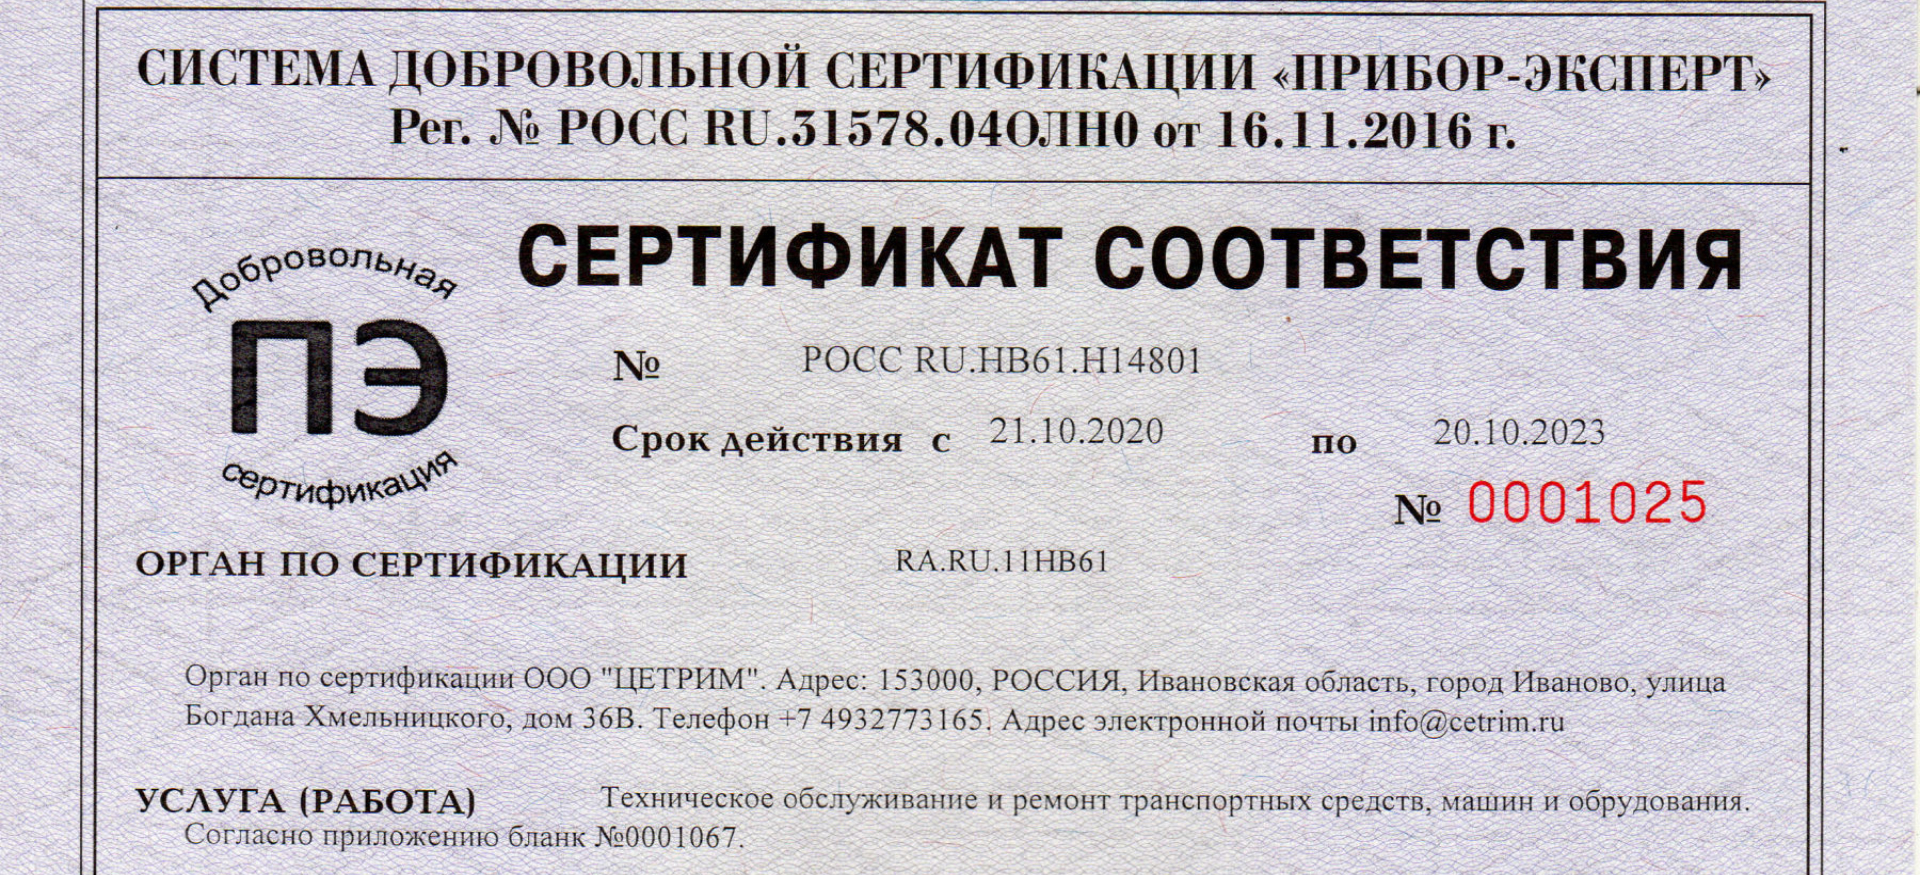 СИСТЕМА ДОБРОВОЛЬНОЙ СЕРТИФИКАЦИИ «ПРИБОР-ЭКСПЕРТ»
Рег. № РОСС RU.31578.04ОЛН0 от 16.11.2016 г.
СЕРТИФИКАТ СООТВЕТСТВИЯ
Добровольная
ПЭ
сертификация
№ РОСС RU.НВ61.Н14801
Срок действия с 21.10.2020 по 20.10.2023
№ 0001025
ОРГАН ПО СЕРТИФИКАЦИИ RA.RU.11НВ61
Орган по сертификации ООО "ЦЕТРИМ". Адрес: 153000, РОССИЯ, Ивановская область, город Иваново, улица
Богдана Хмельницкого, дом 36В. Телефон +7 4932773165. Адрес электронной почты info@cetrim.ru
УСЛУГА (РАБОТА) Техническое обслуживание и ремонт транспортных средств, машин и обрудования.
Согласно приложению бланк №0001067.